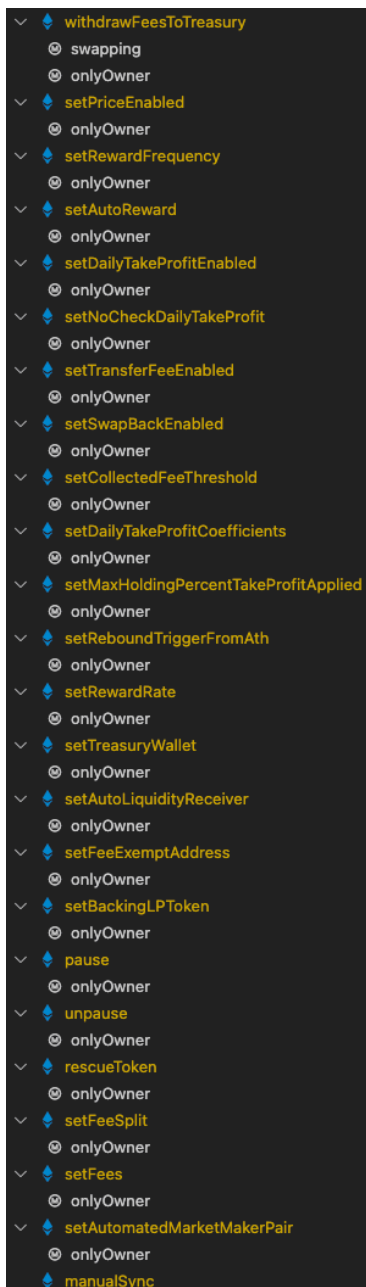 withdrawFeesToTreasury
swapping
onlyOwner
setPriceEnabled
onlyOwner
setRewardFrequency
onlyOwner
setAutoReward
onlyOwner
setDailyTakeProfitEnabled
onlyOwner
setNoCheckDailyTakeProfit
onlyOwner
setTransferFeeEnabled
onlyOwner
setSwapBackEnabled
onlyOwner
setCollectedFeeThreshold
onlyOwner
setDailyTakeProfitCoefficients
onlyOwner
setMaxHoldingPercentTakeProfitApplied
onlyOwner
setReboundTriggerFromAth
onlyOwner
setRewardRate
onlyOwner
setTreasuryWallet
onlyOwner
setAutoLiquidityReceiver
onlyOwner
setFeeExemptAddress
onlyOwner
setBackingLPToken
onlyOwner
pause
onlyOwner
unpause
onlyOwner
rescueToken
onlyOwner
setFeeSplit
onlyOwner
setFees
onlyOwner
setAutomatedMarketMakerPair
onlyOwner
manualSync